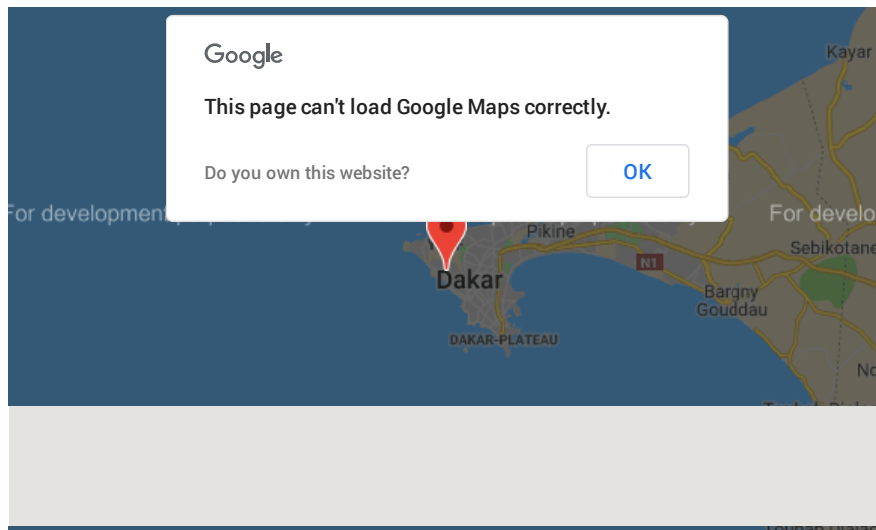 Google
Kayar
This page can't load Google Maps correctly.
Do you own this website?
OK
For development
For develo
Pikine
Sebikotane
N1
Dakar
Bargny
Gouddau
DAKAR-PLATEAU